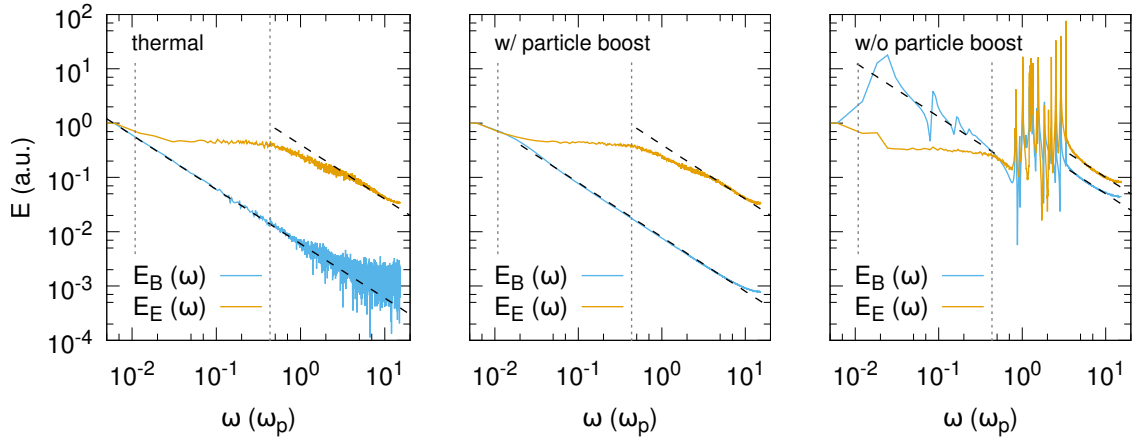 thermal
w/ particle boost
w/o particle boost
E (a.u.)
10^2
10^1
10^0
10^-1
10^-2
10^-3
10^-4
E_B (ω)
E_E (ω)
E_B (ω)
E_E (ω)
E_B (ω)
E_E (ω)
10^-2 10^-1 10^0 10^1
10^-2 10^-1 10^0 10^1
10^-2 10^-1 10^0 10^1
ω (ω_p)
ω (ω_p)
ω (ω_p)